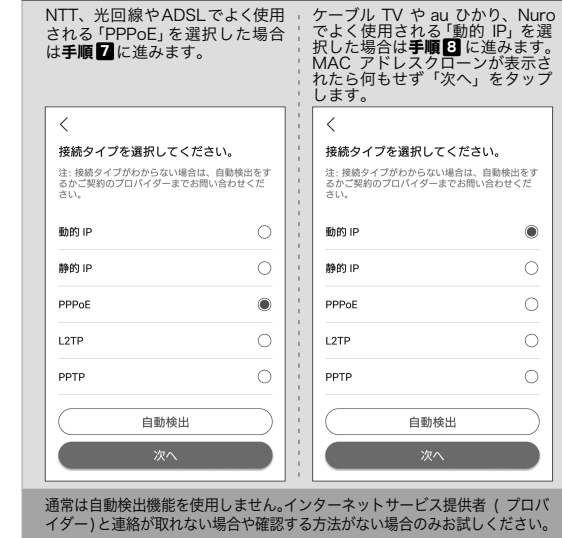 NTT、光回線やADSLでよく使用
される「PPPoE」を選択した場合
は手順7に進みます。
<
接続タイプを選択してください。
注: 接続タイプがわからない場合は、自動検出をす
るかご契約のプロバイダーまでお問い合わせくだ
さい。
動的 IP
静的 IP
PPPoE
L2TP
PPTP
自動検出
次へ
ケーブル TV や au ひかり、Nuro
でよく使用される「動的 IP」を選
択した場合は手順8に進みます。
MAC アドレスクローンが表示さ
れたら何もせず「次へ」をタップ
します。
<
接続タイプを選択してください。
注: 接続タイプがわからない場合は、自動検出をす
るかご契約のプロバイダーまでお問い合わせくだ
さい。
動的 IP
静的 IP
PPPoE
L2TP
PPTP
自動検出
次へ
通常は自動検出機能を使用しません。インターネットサービス提供者 ( プロバ
イダー) と連絡が取れない場合や確認する方法がない場合のみお試しください。